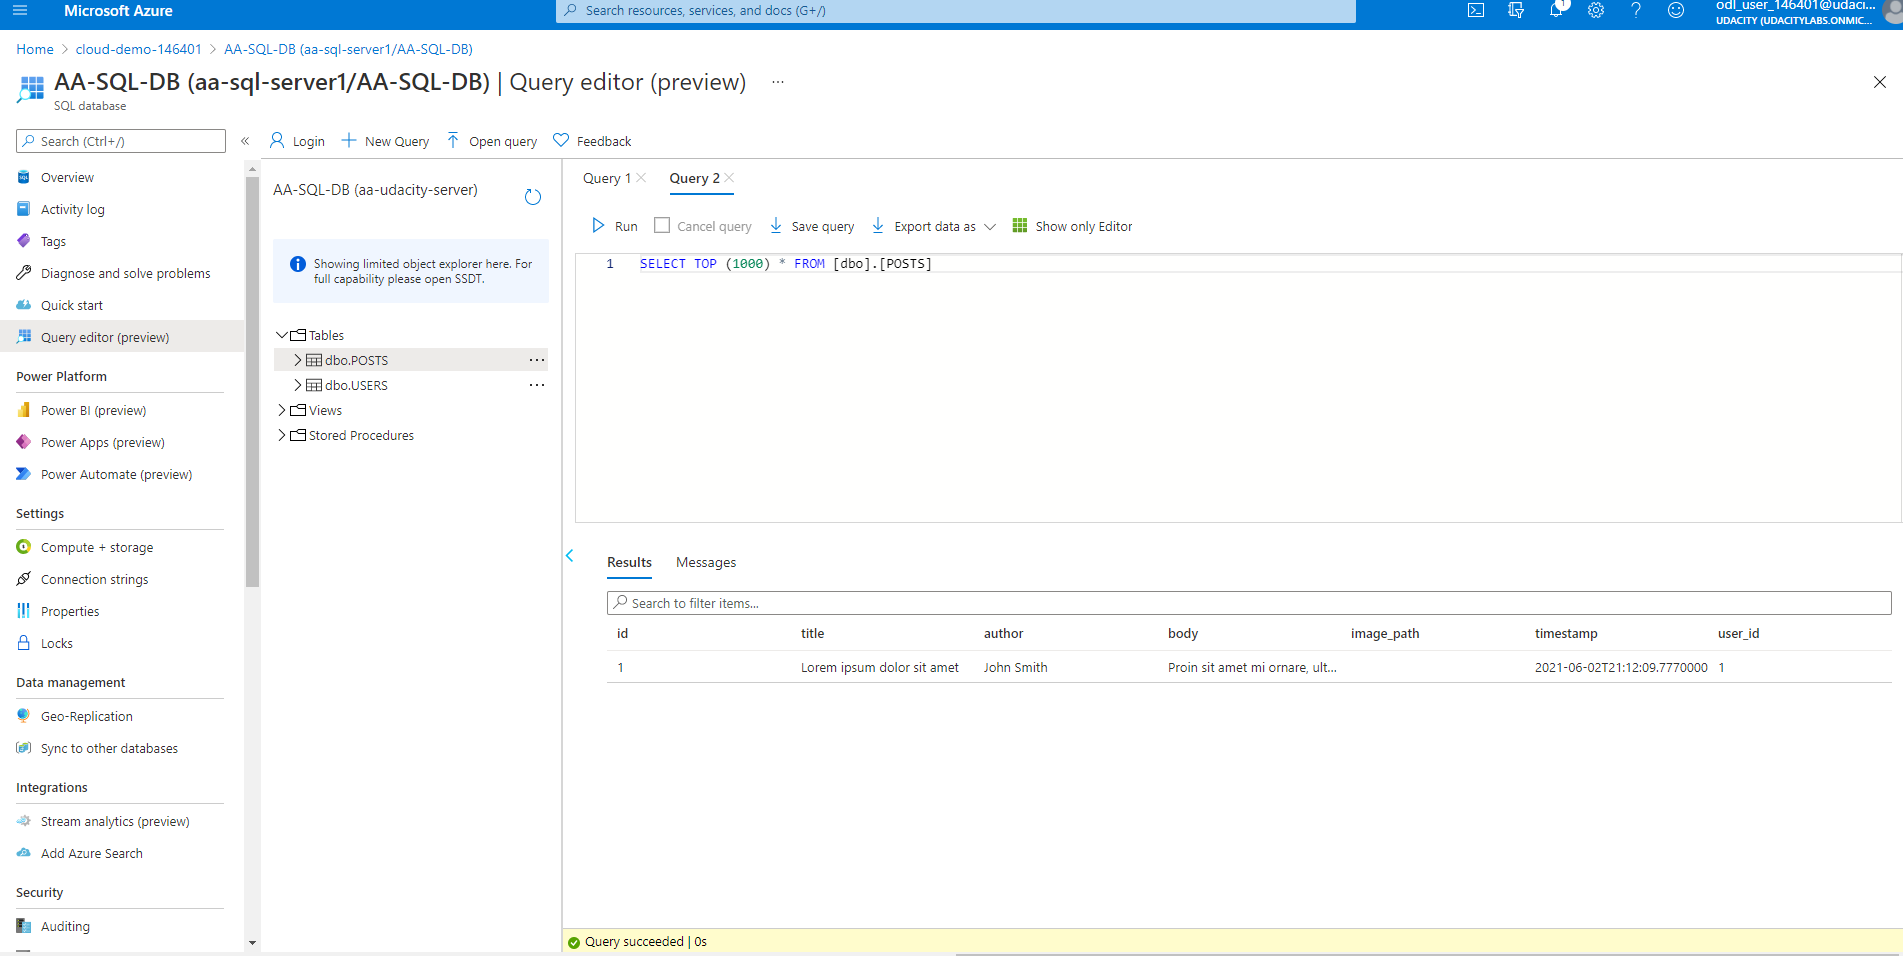 Microsoft Azure
Search resources, services, and docs (G+/)
1
odl_user_146401@udaci...
UDACITY (UDACITYLABS.ONMIC...
Home > cloud-demo-146401 > AA-SQL-DB (aa-sql-server1/AA-SQL-DB)
AA-SQL-DB (aa-sql-server1/AA-SQL-DB) | Query editor (preview) ...
SQL database
Search (Ctrl+/)
«
Overview
Activity log
Tags
Diagnose and solve problems
Quick start
Query editor (preview)
Power Platform
Power BI (preview)
Power Apps (preview)
Power Automate (preview)
Settings
Compute + storage
Connection strings
Properties
Locks
Data management
Geo-Replication
Sync to other databases
Integrations
Stream analytics (preview)
Add Azure Search
Security
Auditing
Login New Query Open query Feedback
AA-SQL-DB (aa-udacity-server)
Showing limited object explorer here. For
full capability please open SSDT.
Tables
dbo.POSTS ...
dbo.USERS ...
Views
Stored Procedures
Query 1 Query 2
Run Cancel query Save query Export data as Show only Editor
1 SELECT TOP (1000) * FROM [dbo].[POSTS]
Results Messages
Search to filter items...
id title author body image_path timestamp user_id
1 Lorem ipsum dolor sit amet John Smith Proin sit amet mi ornare, ult... 2021-06-02T21:12:09.7770000 1
Query succeeded | 0s